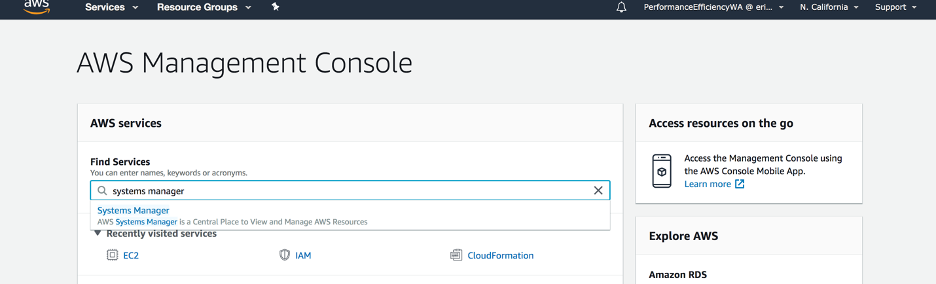 aws
Services
Resource Groups
PerformanceEfficiencyWA @ eri...
N. California
Support
AWS Management Console
AWS services
Find Services
You can enter names, keywords or acronyms.
systems manager
Systems Manager
AWS Systems Manager is a Central Place to View and Manage AWS Resources
Recently visited services
EC2
IAM
CloudFormation
Access resources on the go
Access the Management Console using
the AWS Console Mobile App.
Learn more
Explore AWS
Amazon RDS